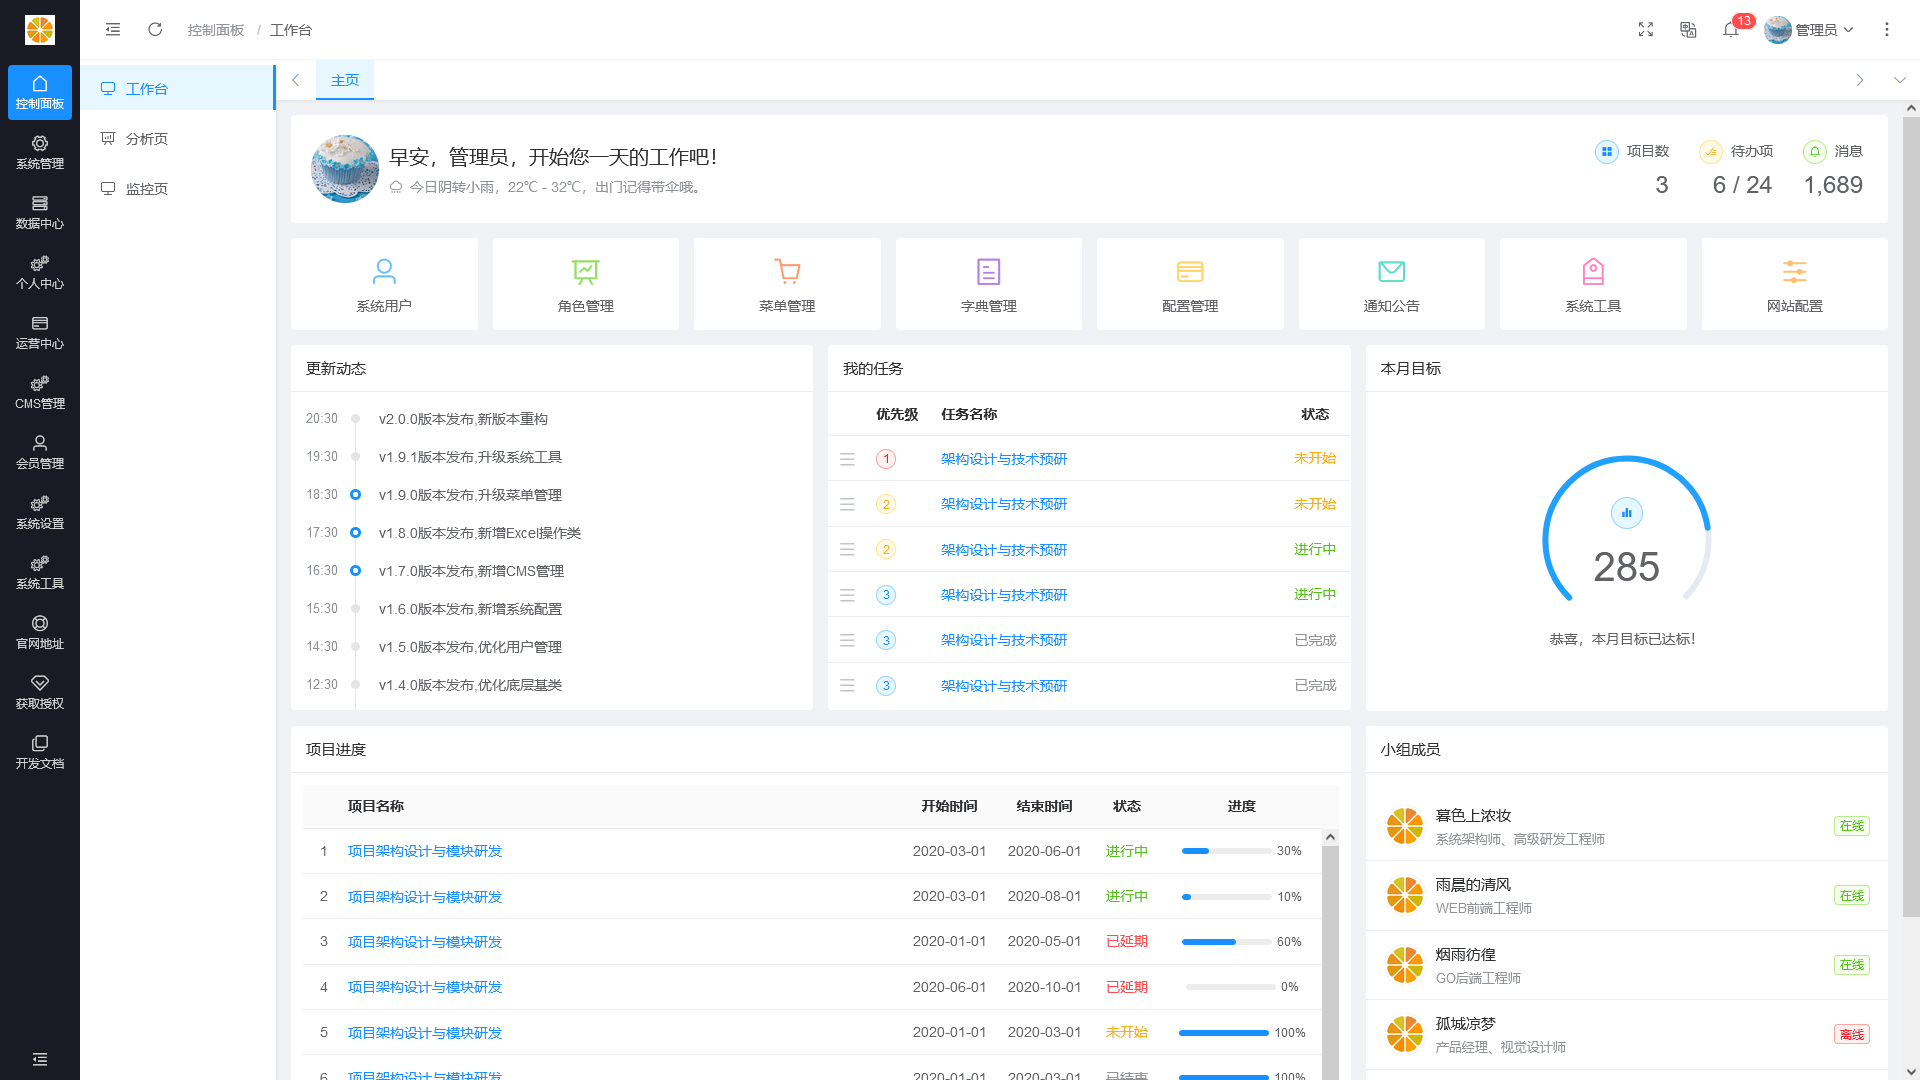 控制面板 / 工作台
13
管理员
控制面板
系统管理
数据中心
个人中心
运营中心
CMS管理
会员管理
系统设置
系统工具
官网地址
获取授权
开发文档
工作台
分析页
监控页
主页
早安，管理员，开始您一天的工作吧！
今日阴转小雨，22℃ - 32℃，出门记得带伞哦。
项目数 待办项 消息
3 6 / 24 1,689
系统用户 角色管理 菜单管理 字典管理 配置管理 通知公告 系统工具 网站配置
更新动态
20:30 v2.0.0版本发布,新版本重构
19:30 v1.9.1版本发布,升级系统工具
18:30 v1.9.0版本发布,升级菜单管理
17:30 v1.8.0版本发布,新增Excel操作类
16:30 v1.7.0版本发布,新增CMS管理
15:30 v1.6.0版本发布,新增系统配置
14:30 v1.5.0版本发布,优化用户管理
12:30 v1.4.0版本发布,优化底层基类
我的任务
优先级 任务名称 状态
1 架构设计与技术预研 未开始
2 架构设计与技术预研 未开始
2 架构设计与技术预研 进行中
3 架构设计与技术预研 进行中
3 架构设计与技术预研 已完成
3 架构设计与技术预研 已完成
本月目标
285
恭喜，本月目标已达标！
项目进度
项目名称 开始时间 结束时间 状态 进度
1 项目架构设计与模块研发 2020-03-01 2020-06-01 进行中 30%
2 项目架构设计与模块研发 2020-03-01 2020-08-01 进行中 10%
3 项目架构设计与模块研发 2020-01-01 2020-05-01 已延期 60%
4 项目架构设计与模块研发 2020-06-01 2020-10-01 已延期 0%
5 项目架构设计与模块研发 2020-01-01 2020-03-01 未开始 100%
6 项目架构设计与模块研发 2020-01-01 2020-03-01 已结束 100%
小组成员
暮色上浓妆
系统架构师、高级研发工程师
在线
雨晨的清风
WEB前端工程师
在线
烟雨彷徨
GO后端工程师
在线
孤城凉梦
产品经理、视觉设计师
离线